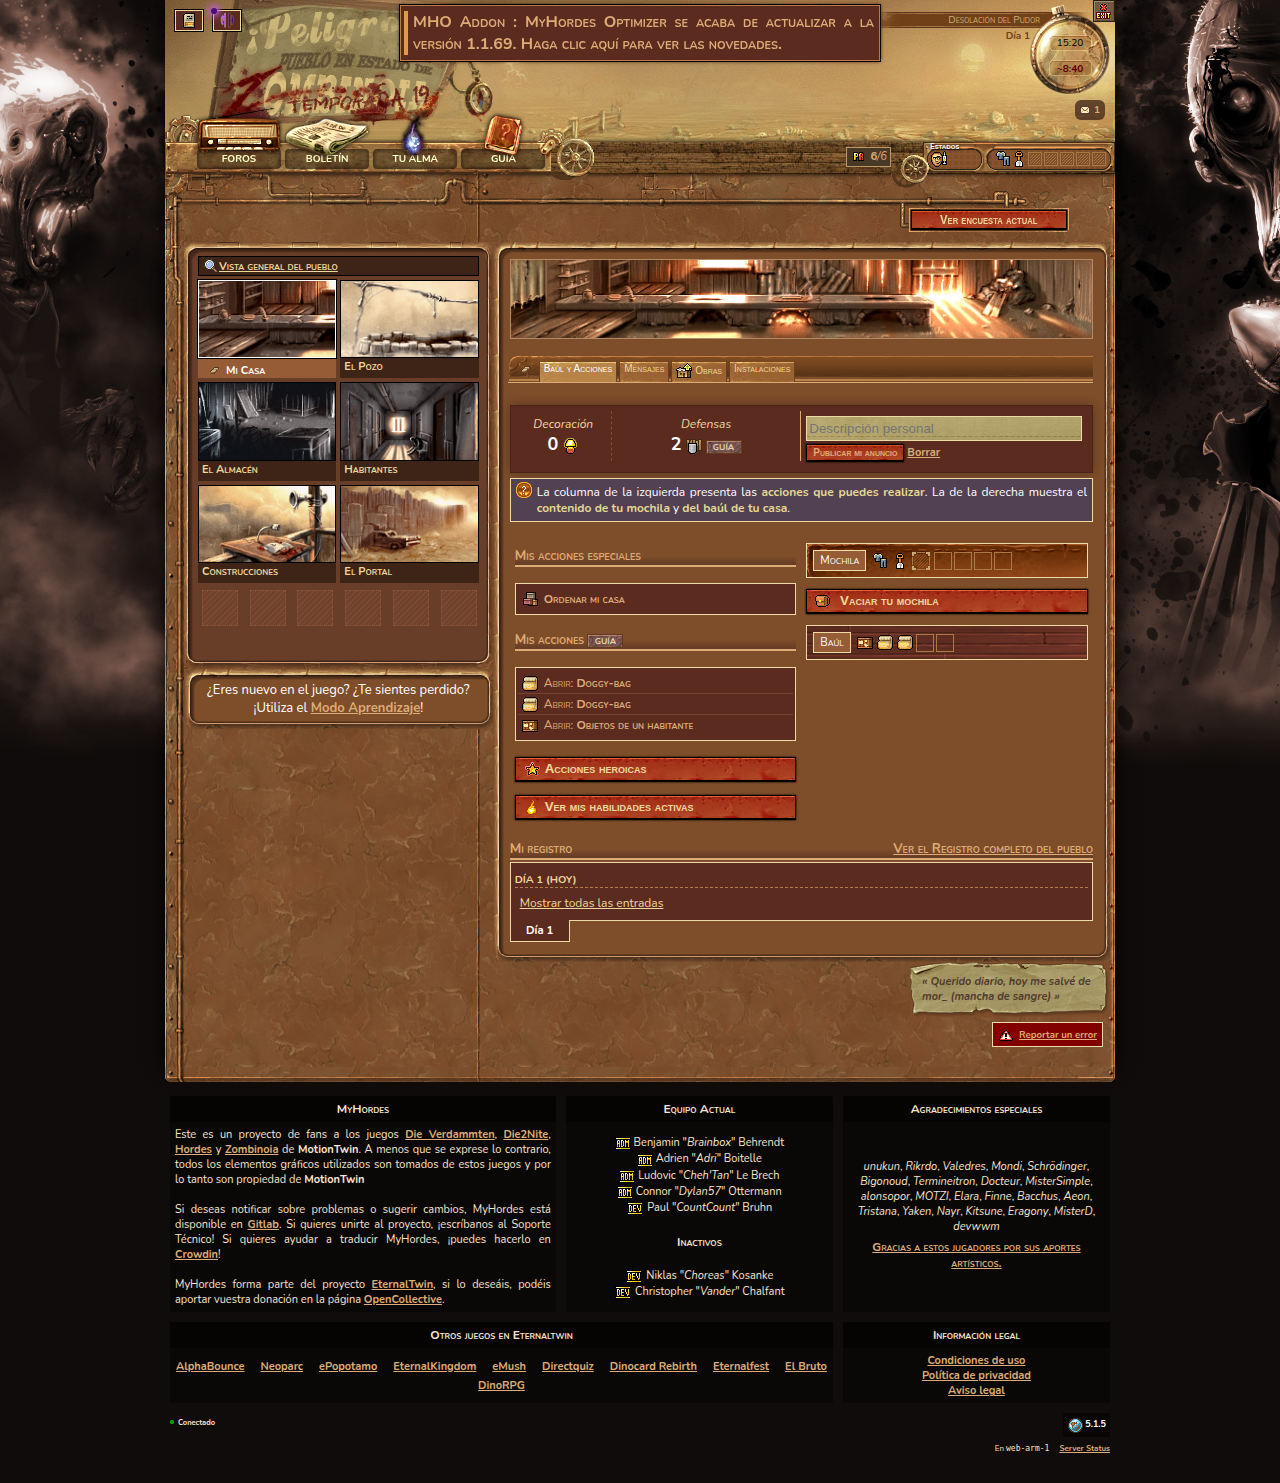 MHO Addon : MyHordes Optimizer se acaba de actualizar a la
versión 1.1.69. Haga clic aquí para ver las novedades.
Desolación del Pudor
Día 1
EXIT
15:20
~8:40
¡Peligro
PUEBLO EN ESTADO DE
TEMPORADA 19
1
FOROS
BOLETÍN
TU ALMA
GUÍA
PA 6/6
Estados
Ver encuesta actual
Vista general del pueblo
Mi Casa
El Pozo
El Almacén
Habitantes
Construcciones
El Portal
¿Eres nuevo en el juego? ¿Te sientes perdido?
¡Utiliza el Modo Aprendizaje!
Baúl y Acciones
Mensajes
Obras
Instalaciones
Decoración
0
Defensas
2 GUÍA
Descripción personal
Publicar mi anuncio Borrar
La columna de la izquierda presenta las acciones que puedes realizar. La de la derecha muestra el
contenido de tu mochila y del baúl de tu casa.
Mis acciones especiales
Ordenar mi casa
Mis acciones GUÍA
Abrir: Doggy-bag
Abrir: Doggy-bag
Abrir: Objetos de un habitante
Acciones heroicas
Ver mis habilidades activas
Mochila
Vaciar tu mochila
Baúl
Mi registro
Ver el Registro completo del pueblo
DÍA 1 (HOY)
Mostrar todas las entradas
Día 1
« Querido diario, hoy me salvé de
mor_ (mancha de sangre) »
Reportar un error
MyHordes
Este es un proyecto de fans a los juegos Die Verdammten, Die2Nite,
Hordes y Zombinoia de MotionTwin. A menos que se exprese lo contrario,
todos los elementos gráficos utilizados son tomados de estos juegos y por
lo tanto son propiedad de MotionTwin
Si deseas notificar sobre problemas o sugerir cambios, MyHordes está
disponible en Gitlab. Si quieres unirte al proyecto, ¡escríbanos al Soporte
Técnico! Si quieres ayudar a traducir MyHordes, ¡puedes hacerlo en
Crowdin!
MyHordes forma parte del proyecto EternalTwin, si lo deseáis, podéis
aportar vuestra donación en la página OpenCollective.
Equipo Actual
ADM Benjamin "Brainbox" Behrendt
ADM Adrien "Adri" Boitelle
ADM Ludovic "Cheh'Tan" Le Brech
ADM Connor "Dylan57" Ottermann
DEV Paul "CountCount" Bruhn
Inactivos
DEV Niklas "Choreas" Kosanke
DEV Christopher "Vander" Chalfant
Agradecimientos especiales
unukun, Rikrdo, Valedres, Mondi, Schrödinger,
Bigonoud, Termineitron, Docteur, MisterSimple,
alonsopor, MOTZI, Elara, Finne, Bacchus, Aeon,
Tristana, Yaken, Nayr, Kitsune, Eragony, MisterD,
devwwm
Gracias a estos jugadores por sus aportes
artísticos.
Otros juegos en Eternaltwin
AlphaBounce Neoparc ePopotamo EternalKingdom eMush Directquiz Dinocard Rebirth Eternalfest El Bruto
DinoRPG
Información legal
Condiciones de uso
Política de privacidad
Aviso legal
Conectado
5.1.5
En web-arm-1 Server Status